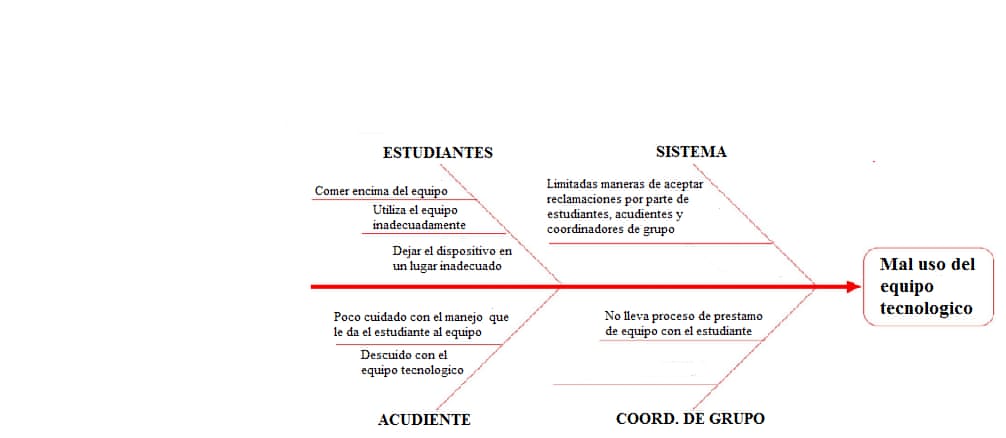 ESTUDIANTES
SISTEMA
Comer encima del equipo
Utiliza el equipo
inadecuadamente
Dejar el dispositivo en
un lugar inadecuado
Limitadas maneras de aceptar
reclamaciones por parte de
estudiantes, acudientes y
coordinadores de grupo
Mal uso del
equipo
tecnologico
Poco cuidado con el manejo que
le da el estudiante al equipo
Descuido con el
equipo tecnologico
No lleva proceso de prestamo
de equipo con el estudiante
ACUDIENTE
COORD. DE GRUPO